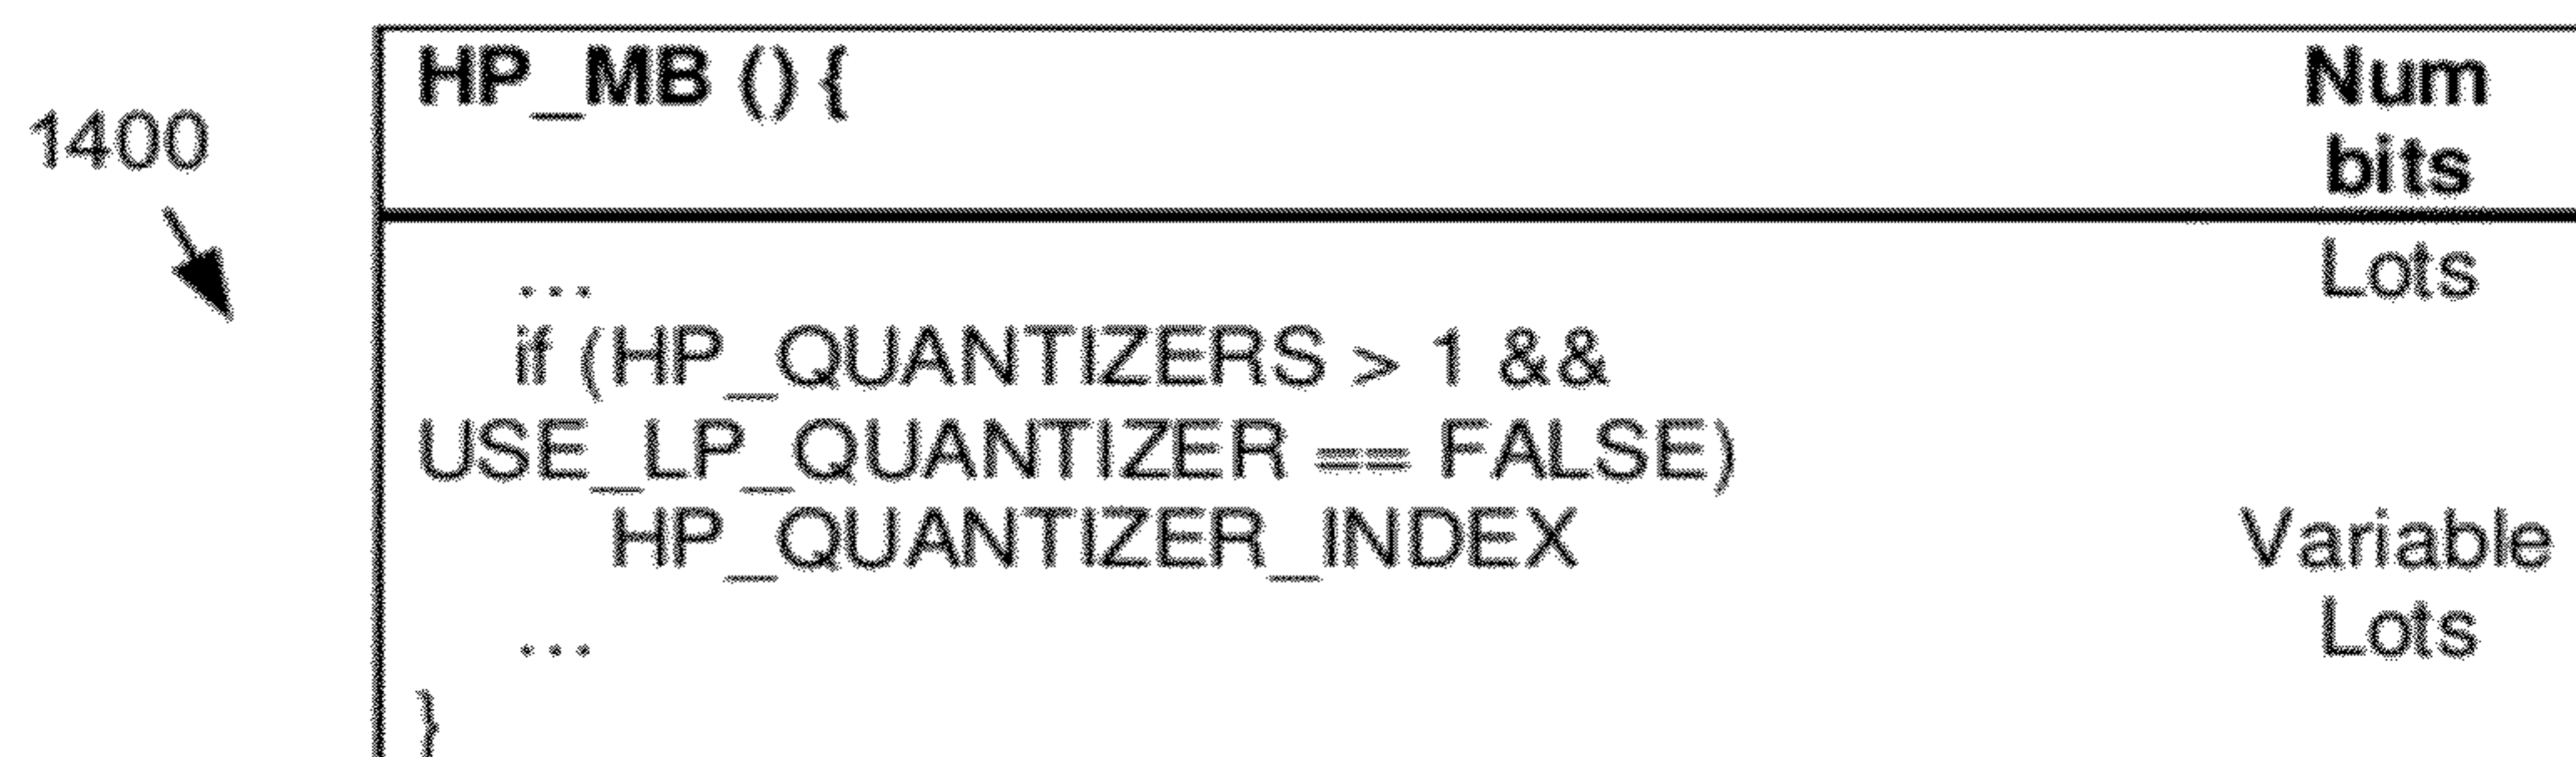 HP_MB () { Num
bits
1400
... Lots
if (HP_QUANTIZERS > 1 &&
USE_LP_QUANTIZER == FALSE)
HP_QUANTIZER_INDEX Variable
... Lots
}